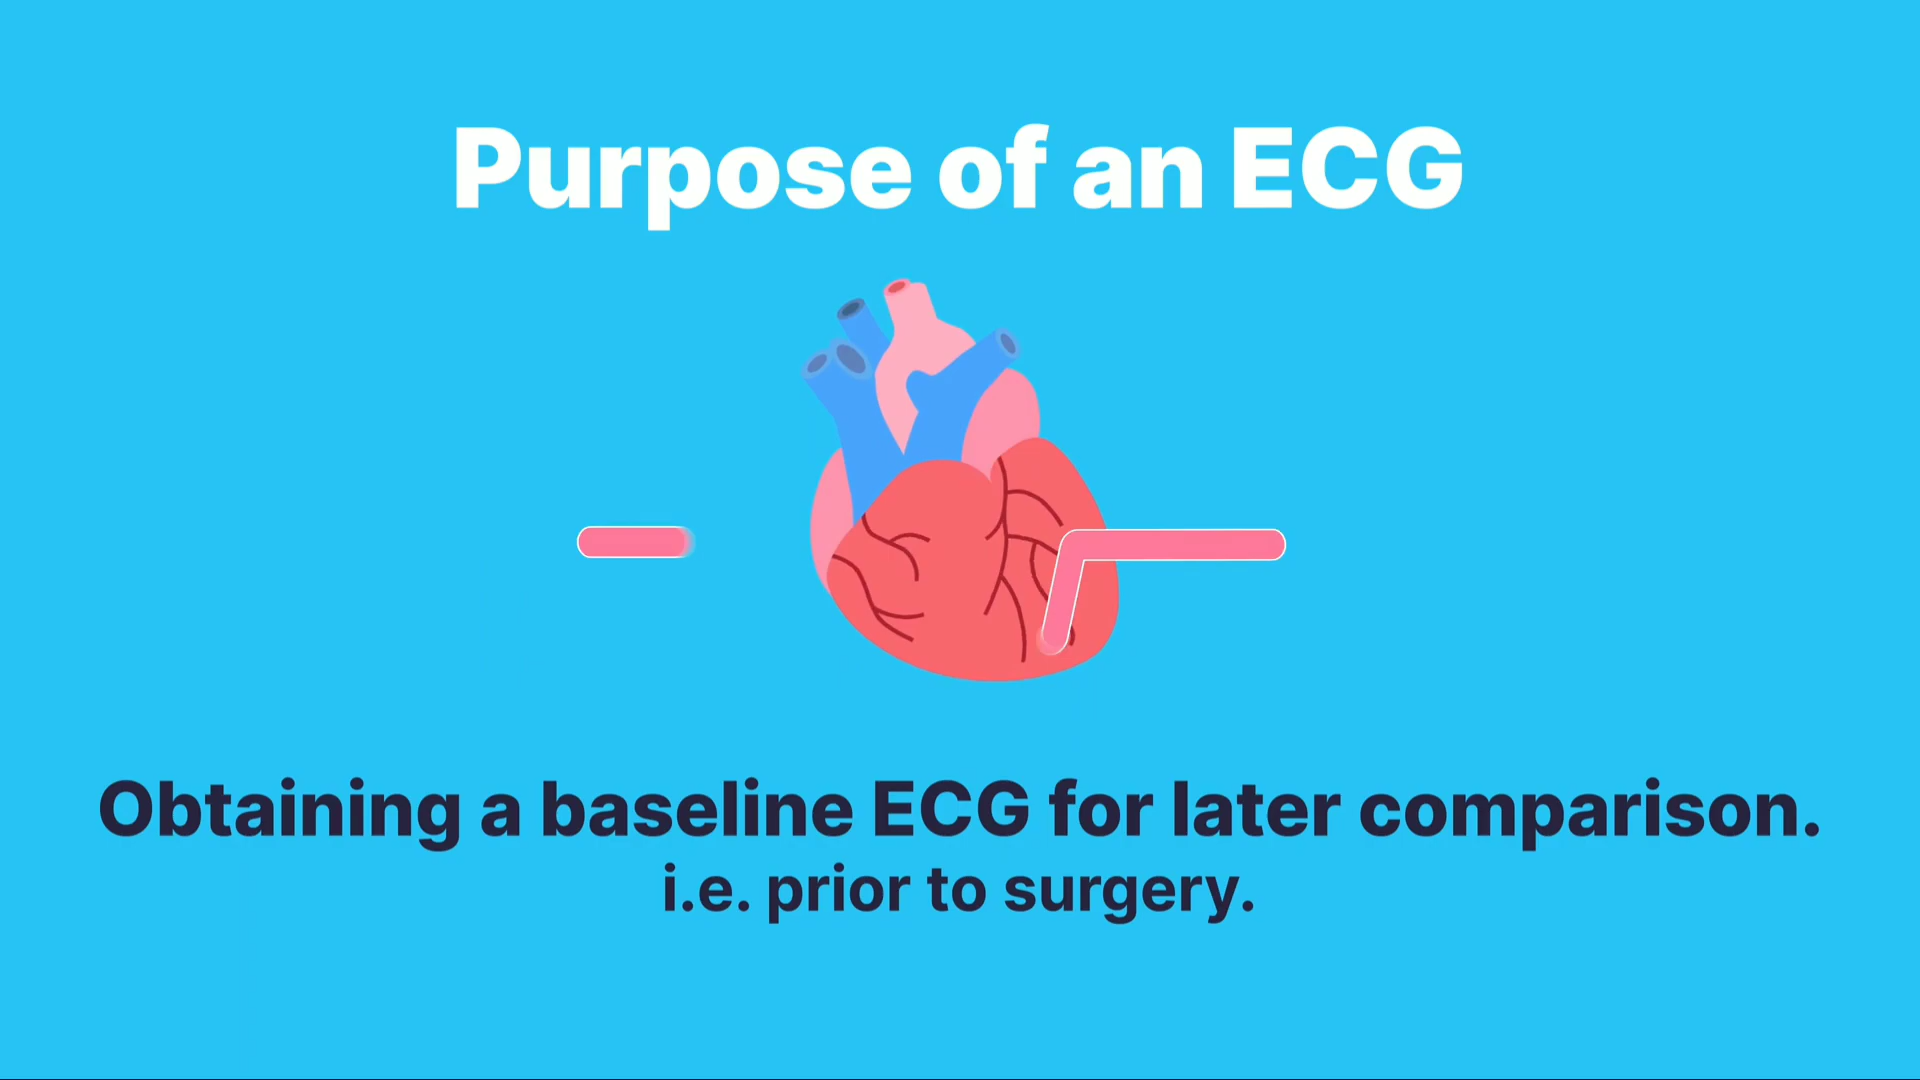 Purpose of an ECG
Obtaining a baseline ECG for later comparison.
i.e. prior to surgery.